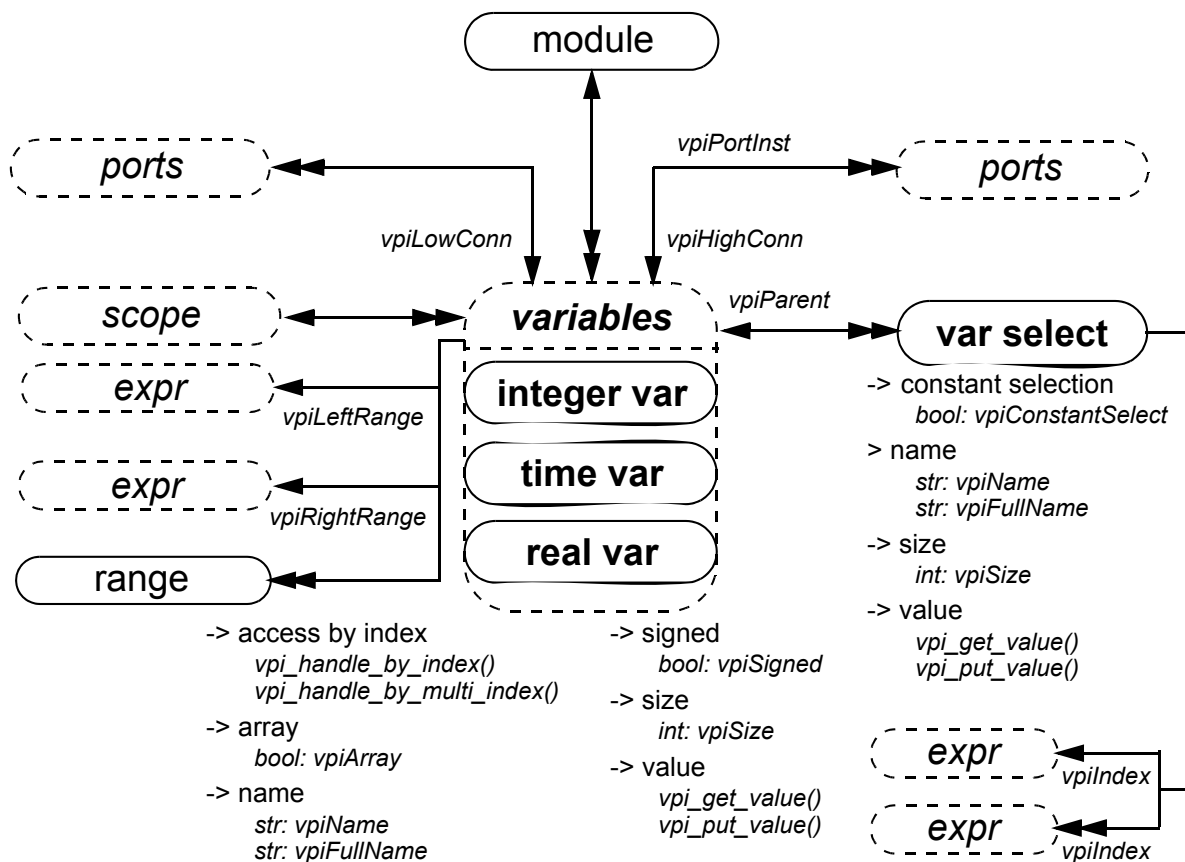 module
ports
vpiPortInst
ports
vpiLowConn
vpiHighConn
scope
variables
vpiParent
var select
expr
vpiLeftRange
integer var
-> constant selection
bool: vpiConstantSelect
expr
vpiRightRange
time var
> name
str: vpiName
str: vpiFullName
range
real var
-> size
int: vpiSize
-> value
vpi_get_value()
vpi_put_value()
-> access by index
vpi_handle_by_index()
vpi_handle_by_multi_index()
-> array
bool: vpiArray
-> name
str: vpiName
str: vpiFullName
-> signed
bool: vpiSigned
-> size
int: vpiSize
-> value
vpi_get_value()
vpi_put_value()
expr
vpiIndex
expr
vpiIndex